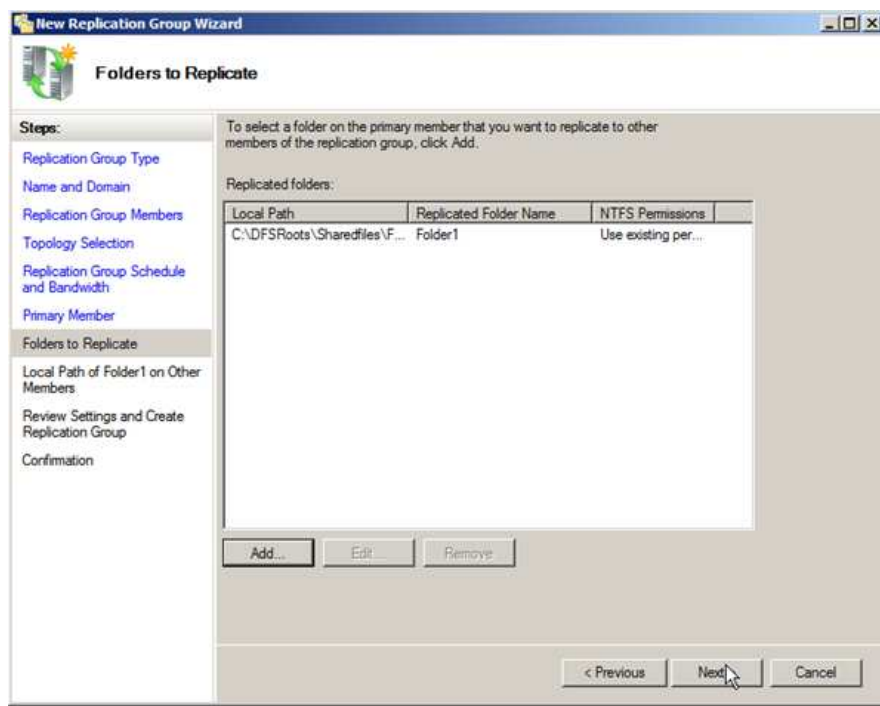 New Replication Group Wizard
Folders to Replicate
Steps:
Replication Group Type
Name and Domain
Replication Group Members
Topology Selection
Replication Group Schedule
and Bandwidth
Primary Member
Folders to Replicate
Local Path of Folder1 on Other
Members
Review Settings and Create
Replication Group
Confirmation
To select a folder on the primary member that you want to replicate to other
members of the replication group, click Add.
Replicated folders:
Local Path Replicated Folder Name NTFS Permissions
C:\DFSRoots\Sharedfiles\F... Folder1 Use existing per...
Add... Edit... Remove
< Previous Next Cancel